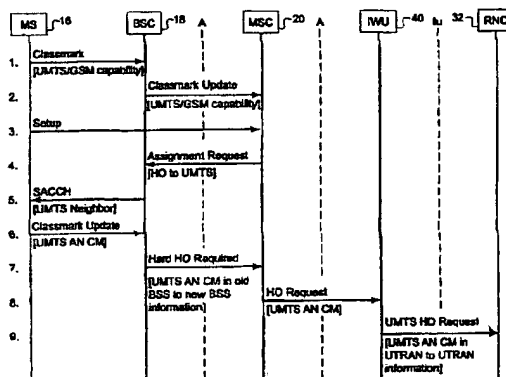 MS 16 BSC 18 A MSC 20 A IWU 40 Iu 32 RNC
1. Classmark
[UMTS/GSM capability]
2. Classmark Update
[UMTS/GSM capability]
3. Setup
4. Assignment Request
[HO to UMTS]
5. SACCH
[UMTS Neighbor]
6. Classmark Update
[UMTS AN CM]
7. Hard HO Required
[UMTS AN CM in old
BSS to new BSS
information]
8. HO Request
[UMTS AN CM]
9. UMTS HO Request
[UMTS AN CM in
UTRAN to UTRAN
information]